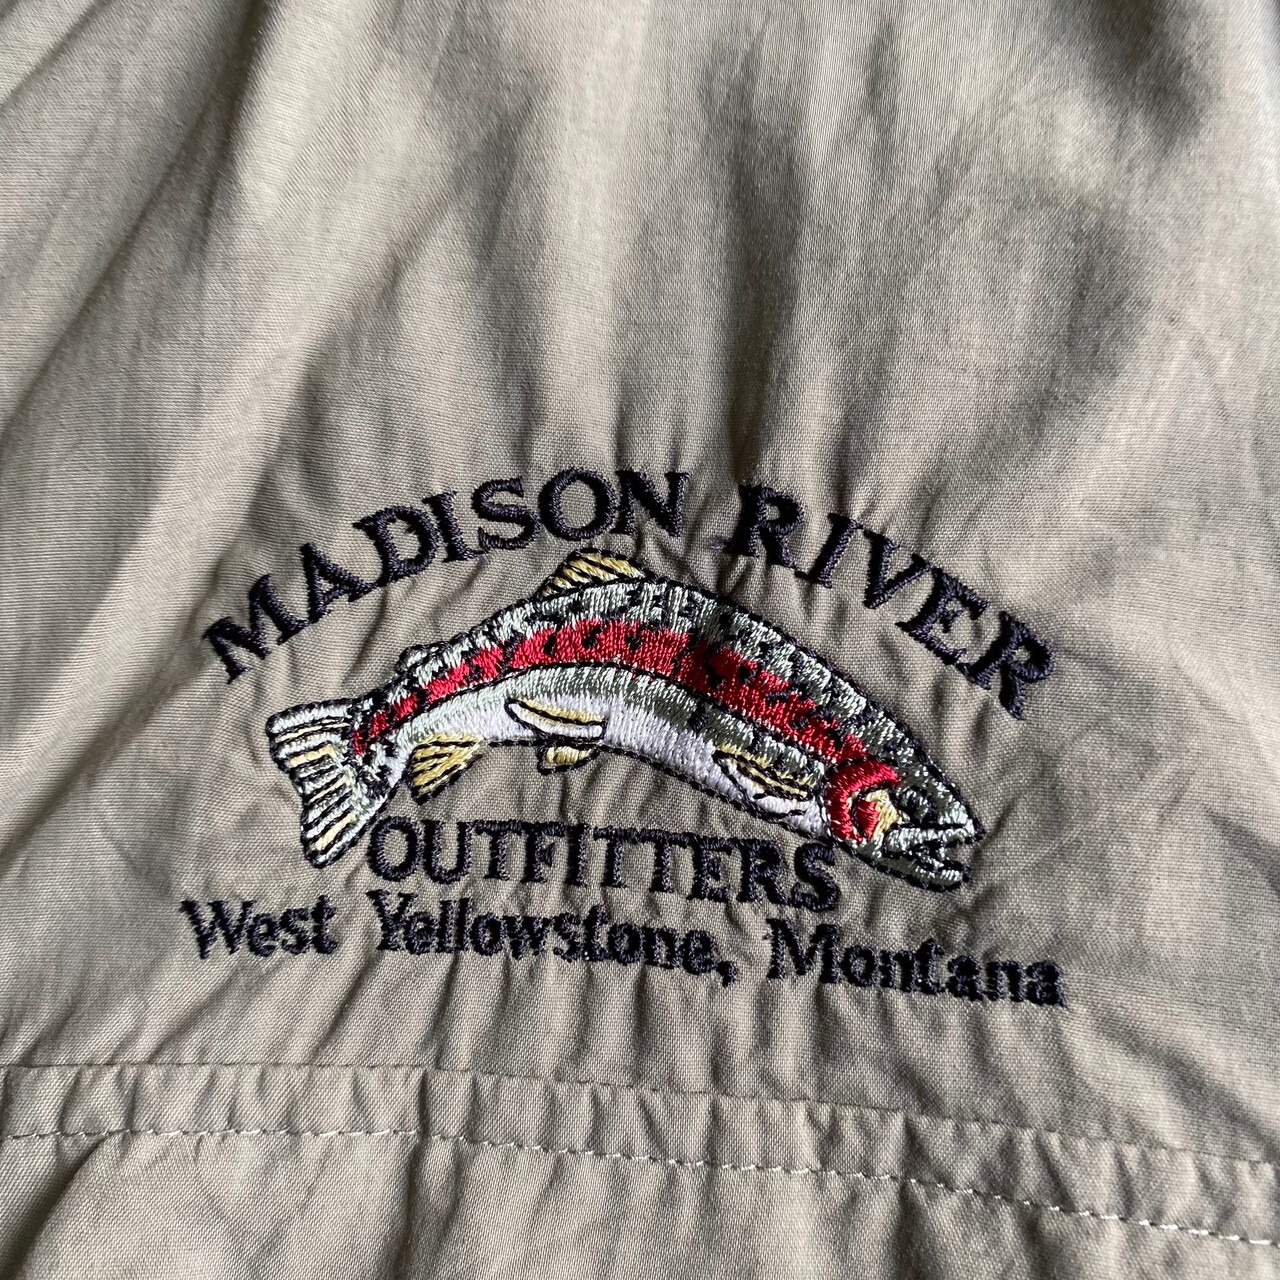 MADISON RIVER
OUTFITTERS
West Yellowstone, Montana